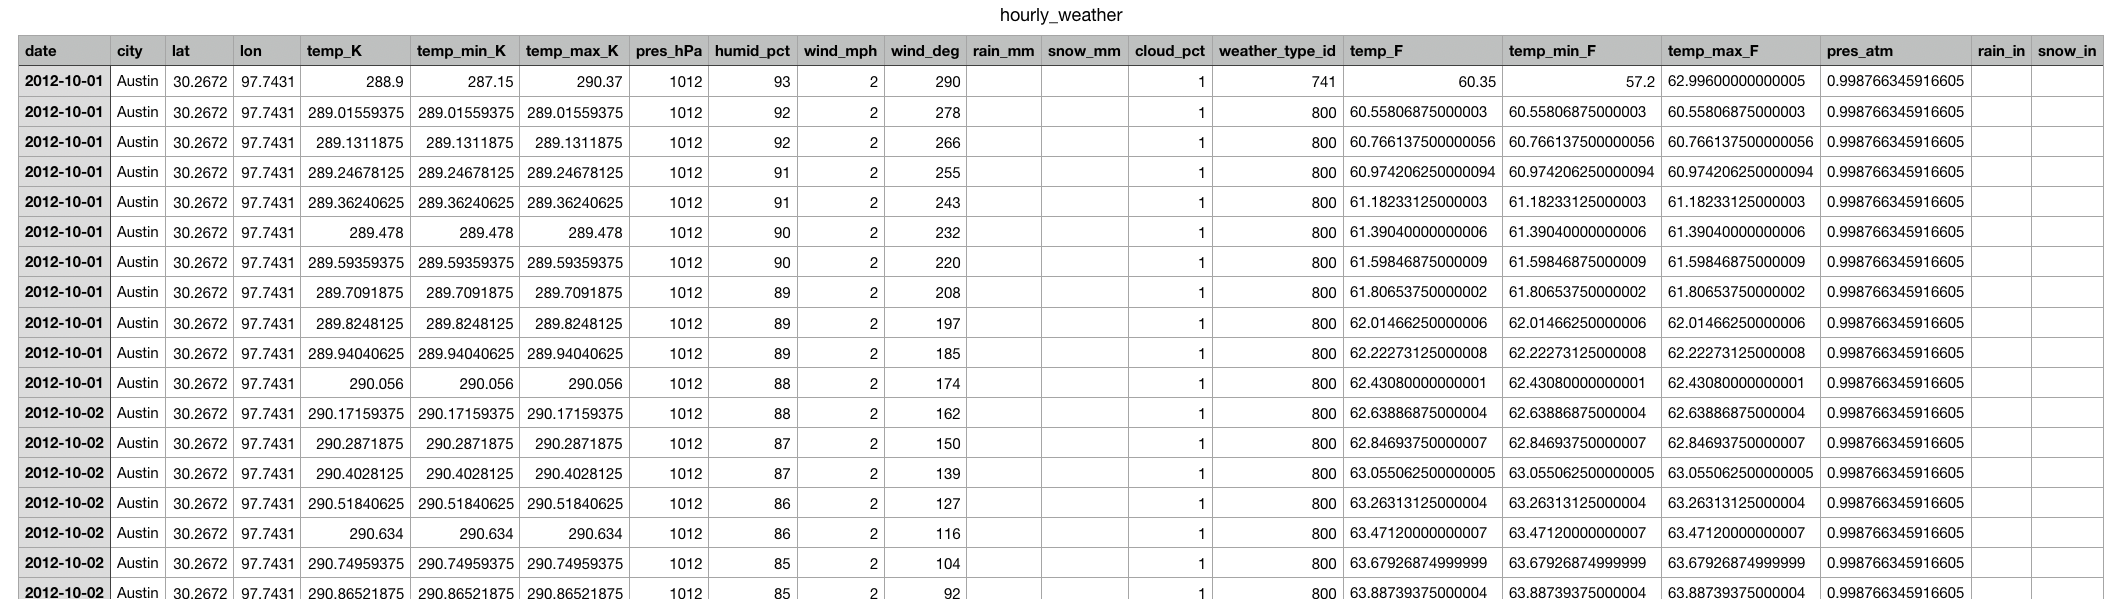 hourly_weather
date city lat lon temp_K temp_min_K temp_max_K pres_hPa humid_pct wind_mph wind_deg rain_mm snow_mm cloud_pct weather_type_id temp_F temp_min_F temp_max_F pres_atm rain_in snow_in
2012-10-01 Austin 30.2672 97.7431 288.9 287.15 290.37 1012 93 2 290 1 741 60.35 57.2 62.99600000000005 0.998766345916605
2012-10-01 Austin 30.2672 97.7431 289.01559375 289.01559375 289.01559375 1012 92 2 278 1 800 60.55806875000003 60.55806875000003 60.55806875000003 0.998766345916605
2012-10-01 Austin 30.2672 97.7431 289.1311875 289.1311875 289.1311875 1012 92 2 266 1 800 60.766137500000056 60.766137500000056 60.766137500000056 0.998766345916605
2012-10-01 Austin 30.2672 97.7431 289.24678125 289.24678125 289.24678125 1012 91 2 255 1 800 60.974206250000094 60.974206250000094 60.974206250000094 0.998766345916605
2012-10-01 Austin 30.2672 97.7431 289.36240625 289.36240625 289.36240625 1012 91 2 243 1 800 61.18233125000003 61.18233125000003 61.18233125000003 0.998766345916605
2012-10-01 Austin 30.2672 97.7431 289.478 289.478 289.478 1012 90 2 232 1 800 61.39040000000006 61.39040000000006 61.39040000000006 0.998766345916605
2012-10-01 Austin 30.2672 97.7431 289.59359375 289.59359375 289.59359375 1012 90 2 220 1 800 61.59846875000009 61.59846875000009 61.59846875000009 0.998766345916605
2012-10-01 Austin 30.2672 97.7431 289.7091875 289.7091875 289.7091875 1012 89 2 208 1 800 61.80653750000002 61.80653750000002 61.80653750000002 0.998766345916605
2012-10-01 Austin 30.2672 97.7431 289.8248125 289.8248125 289.8248125 1012 89 2 197 1 800 62.01466250000006 62.01466250000006 62.01466250000006 0.998766345916605
2012-10-01 Austin 30.2672 97.7431 289.94040625 289.94040625 289.94040625 1012 89 2 185 1 800 62.22273125000008 62.22273125000008 62.22273125000008 0.998766345916605
2012-10-01 Austin 30.2672 97.7431 290.056 290.056 290.056 1012 88 2 174 1 800 62.43080000000001 62.43080000000001 62.43080000000001 0.998766345916605
2012-10-02 Austin 30.2672 97.7431 290.17159375 290.17159375 290.17159375 1012 88 2 162 1 800 62.63886875000004 62.63886875000004 62.63886875000004 0.998766345916605
2012-10-02 Austin 30.2672 97.7431 290.2871875 290.2871875 290.2871875 1012 87 2 150 1 800 62.84693750000007 62.84693750000007 62.84693750000007 0.998766345916605
2012-10-02 Austin 30.2672 97.7431 290.4028125 290.4028125 290.4028125 1012 87 2 139 1 800 63.055062500000005 63.055062500000005 63.055062500000005 0.998766345916605
2012-10-02 Austin 30.2672 97.7431 290.51840625 290.51840625 290.51840625 1012 86 2 127 1 800 63.26313125000004 63.26313125000004 63.26313125000004 0.998766345916605
2012-10-02 Austin 30.2672 97.7431 290.634 290.634 290.634 1012 86 2 116 1 800 63.47120000000007 63.47120000000007 63.47120000000007 0.998766345916605
2012-10-02 Austin 30.2672 97.7431 290.74959375 290.74959375 290.74959375 1012 85 2 104 1 800 63.67926874999999 63.67926874999999 63.67926874999999 0.998766345916605
2012-10-02 Austin 30.2672 97.7431 290.86521875 290.86521875 290.86521875 1012 85 2 92 1 800 63.88739375000004 63.88739375000004 63.88739375000004 0.998766345916605